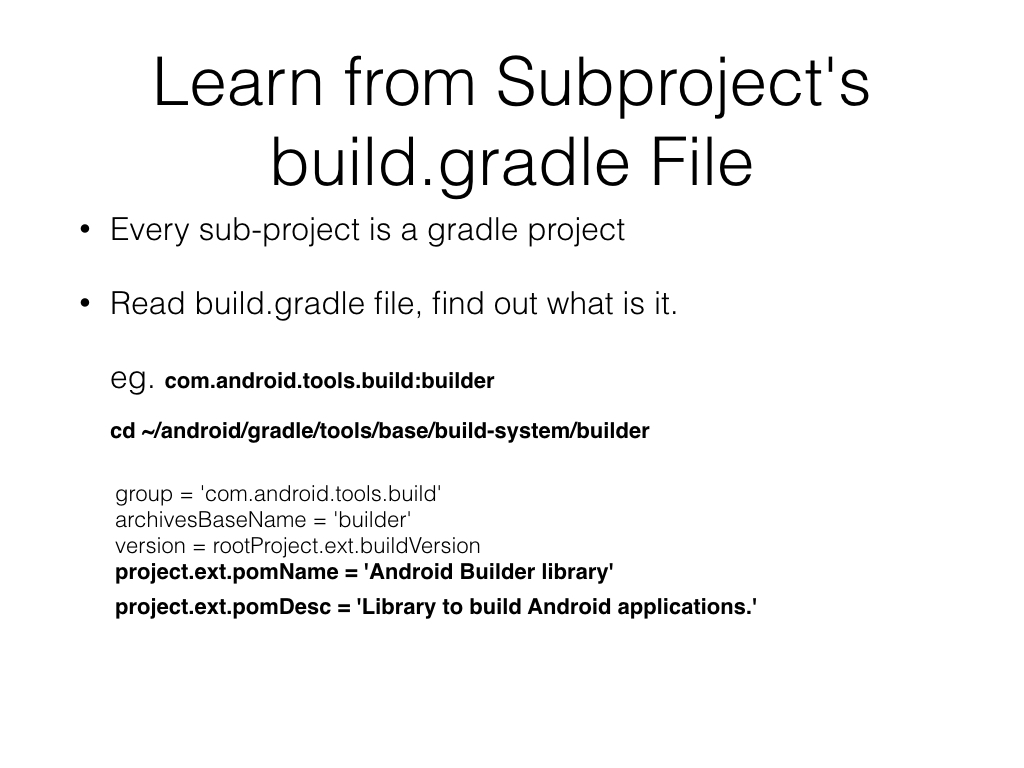 Learn from Subproject's
build.gradle File
• Every sub-project is a gradle project
• Read build.gradle file, find out what is it.
eg. com.android.tools.build:builder
cd ~/android/gradle/tools/base/build-system/builder
group = 'com.android.tools.build'
archivesBaseName = 'builder'
version = rootProject.ext.buildVersion
project.ext.pomName = 'Android Builder library'
project.ext.pomDesc = 'Library to build Android applications.'